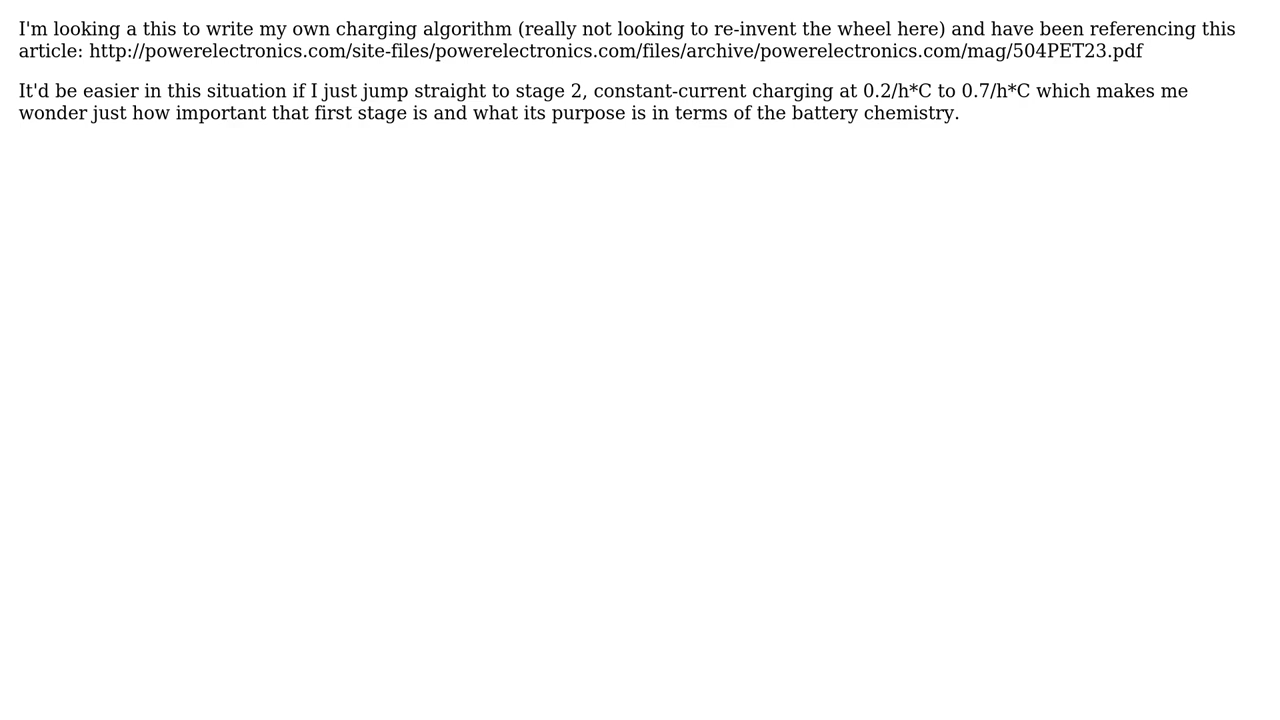 I'm looking a this to write my own charging algorithm (really not looking to re-invent the wheel here) and have been referencing this
article: http://powerelectronics.com/site-files/powerelectronics.com/files/archive/powerelectronics.com/mag/504PET23.pdf
It'd be easier in this situation if I just jump straight to stage 2, constant-current charging at 0.2/h*C to 0.7/h*C which makes me
wonder just how important that first stage is and what its purpose is in terms of the battery chemistry.